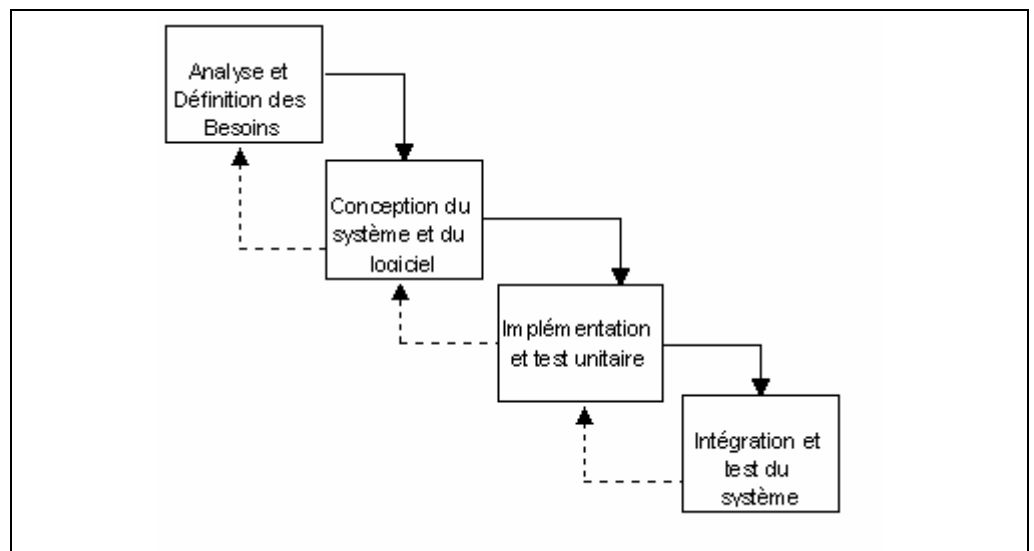 Analyse et
Définition des
Besoins
Conception du
système et du
logiciel
Implémentation
et test unitaire
Intégration et
test du
système